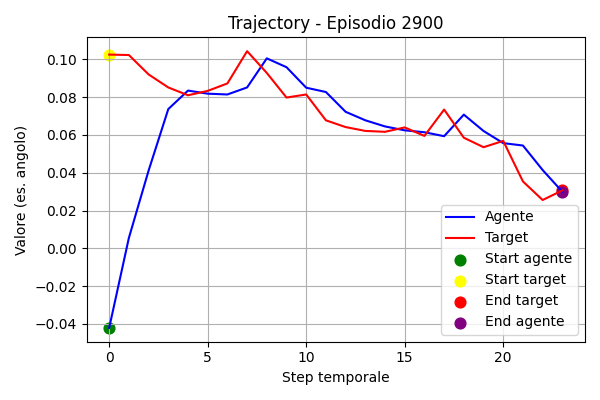 Trajectory - Episodio 2900
Valore (es. angolo)
0.10
0.08
0.06
0.04
0.02
0.00
−0.02
−0.04
0
5
10
15
20
Step temporale
Agente
Target
Start agente
Start target
End target
End agente